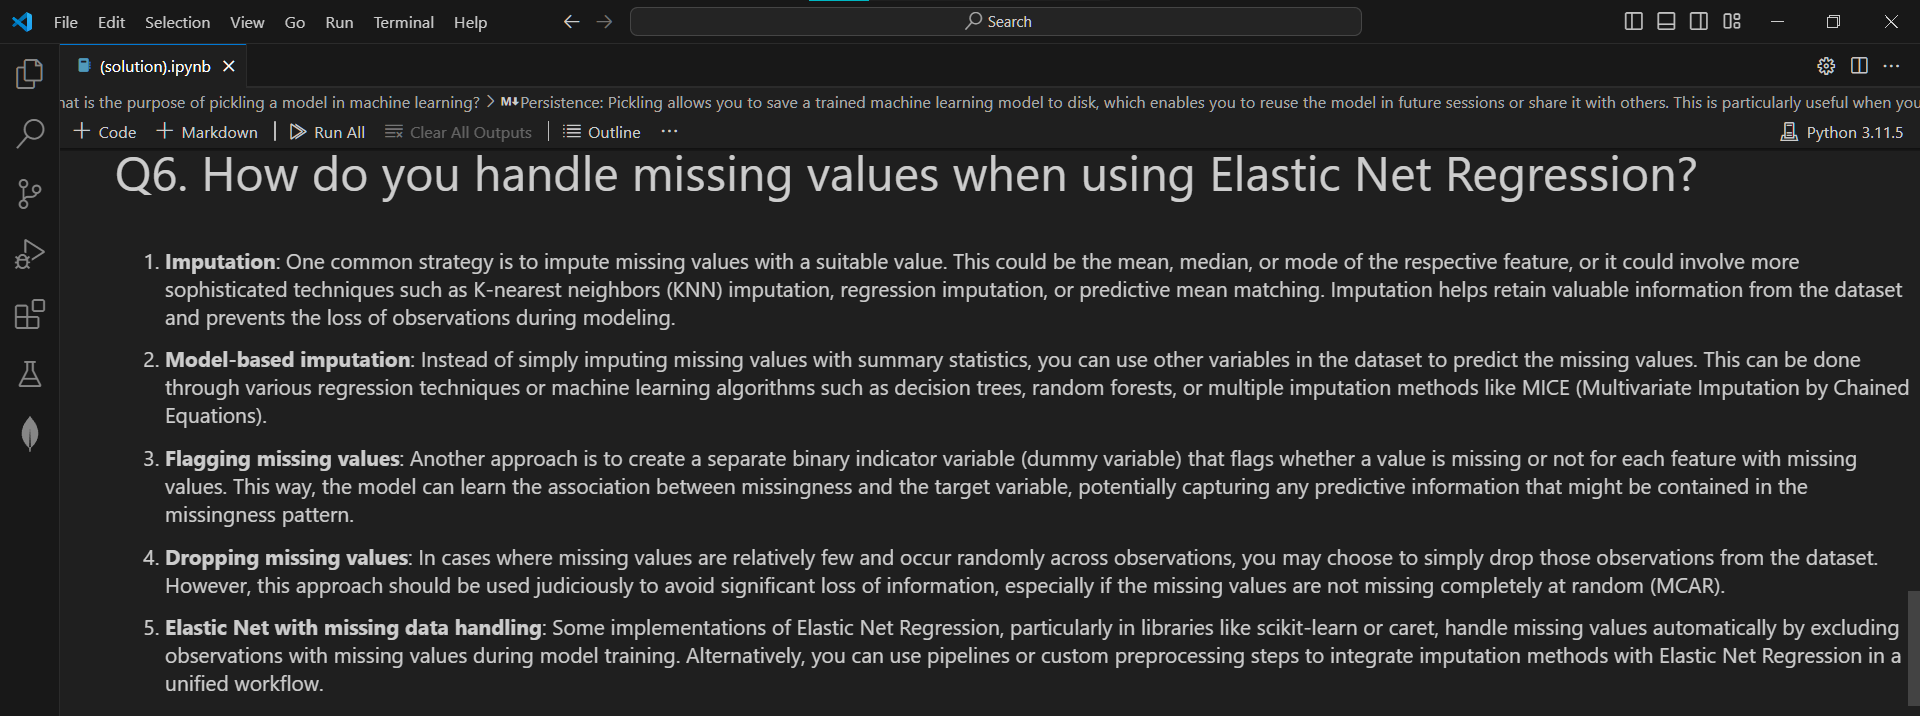 File Edit Selection View Go Run Terminal Help Search
(solution).ipynb
hat is the purpose of pickling a model in machine learning? > M↓ Persistence: Pickling allows you to save a trained machine learning model to disk, which enables you to reuse the model in future sessions or share it with others. This is particularly useful when you
+ Code + Markdown | Run All Clear All Outputs | Outline ··· Python 3.11.5
Q6. How do you handle missing values when using Elastic Net Regression?
1. Imputation: One common strategy is to impute missing values with a suitable value. This could be the mean, median, or mode of the respective feature, or it could involve more
sophisticated techniques such as K-nearest neighbors (KNN) imputation, regression imputation, or predictive mean matching. Imputation helps retain valuable information from the dataset
and prevents the loss of observations during modeling.
2. Model-based imputation: Instead of simply imputing missing values with summary statistics, you can use other variables in the dataset to predict the missing values. This can be done
through various regression techniques or machine learning algorithms such as decision trees, random forests, or multiple imputation methods like MICE (Multivariate Imputation by Chained
Equations).
3. Flagging missing values: Another approach is to create a separate binary indicator variable (dummy variable) that flags whether a value is missing or not for each feature with missing
values. This way, the model can learn the association between missingness and the target variable, potentially capturing any predictive information that might be contained in the
missingness pattern.
4. Dropping missing values: In cases where missing values are relatively few and occur randomly across observations, you may choose to simply drop those observations from the dataset.
However, this approach should be used judiciously to avoid significant loss of information, especially if the missing values are not missing completely at random (MCAR).
5. Elastic Net with missing data handling: Some implementations of Elastic Net Regression, particularly in libraries like scikit-learn or caret, handle missing values automatically by excluding
observations with missing values during model training. Alternatively, you can use pipelines or custom preprocessing steps to integrate imputation methods with Elastic Net Regression in a
unified workflow.